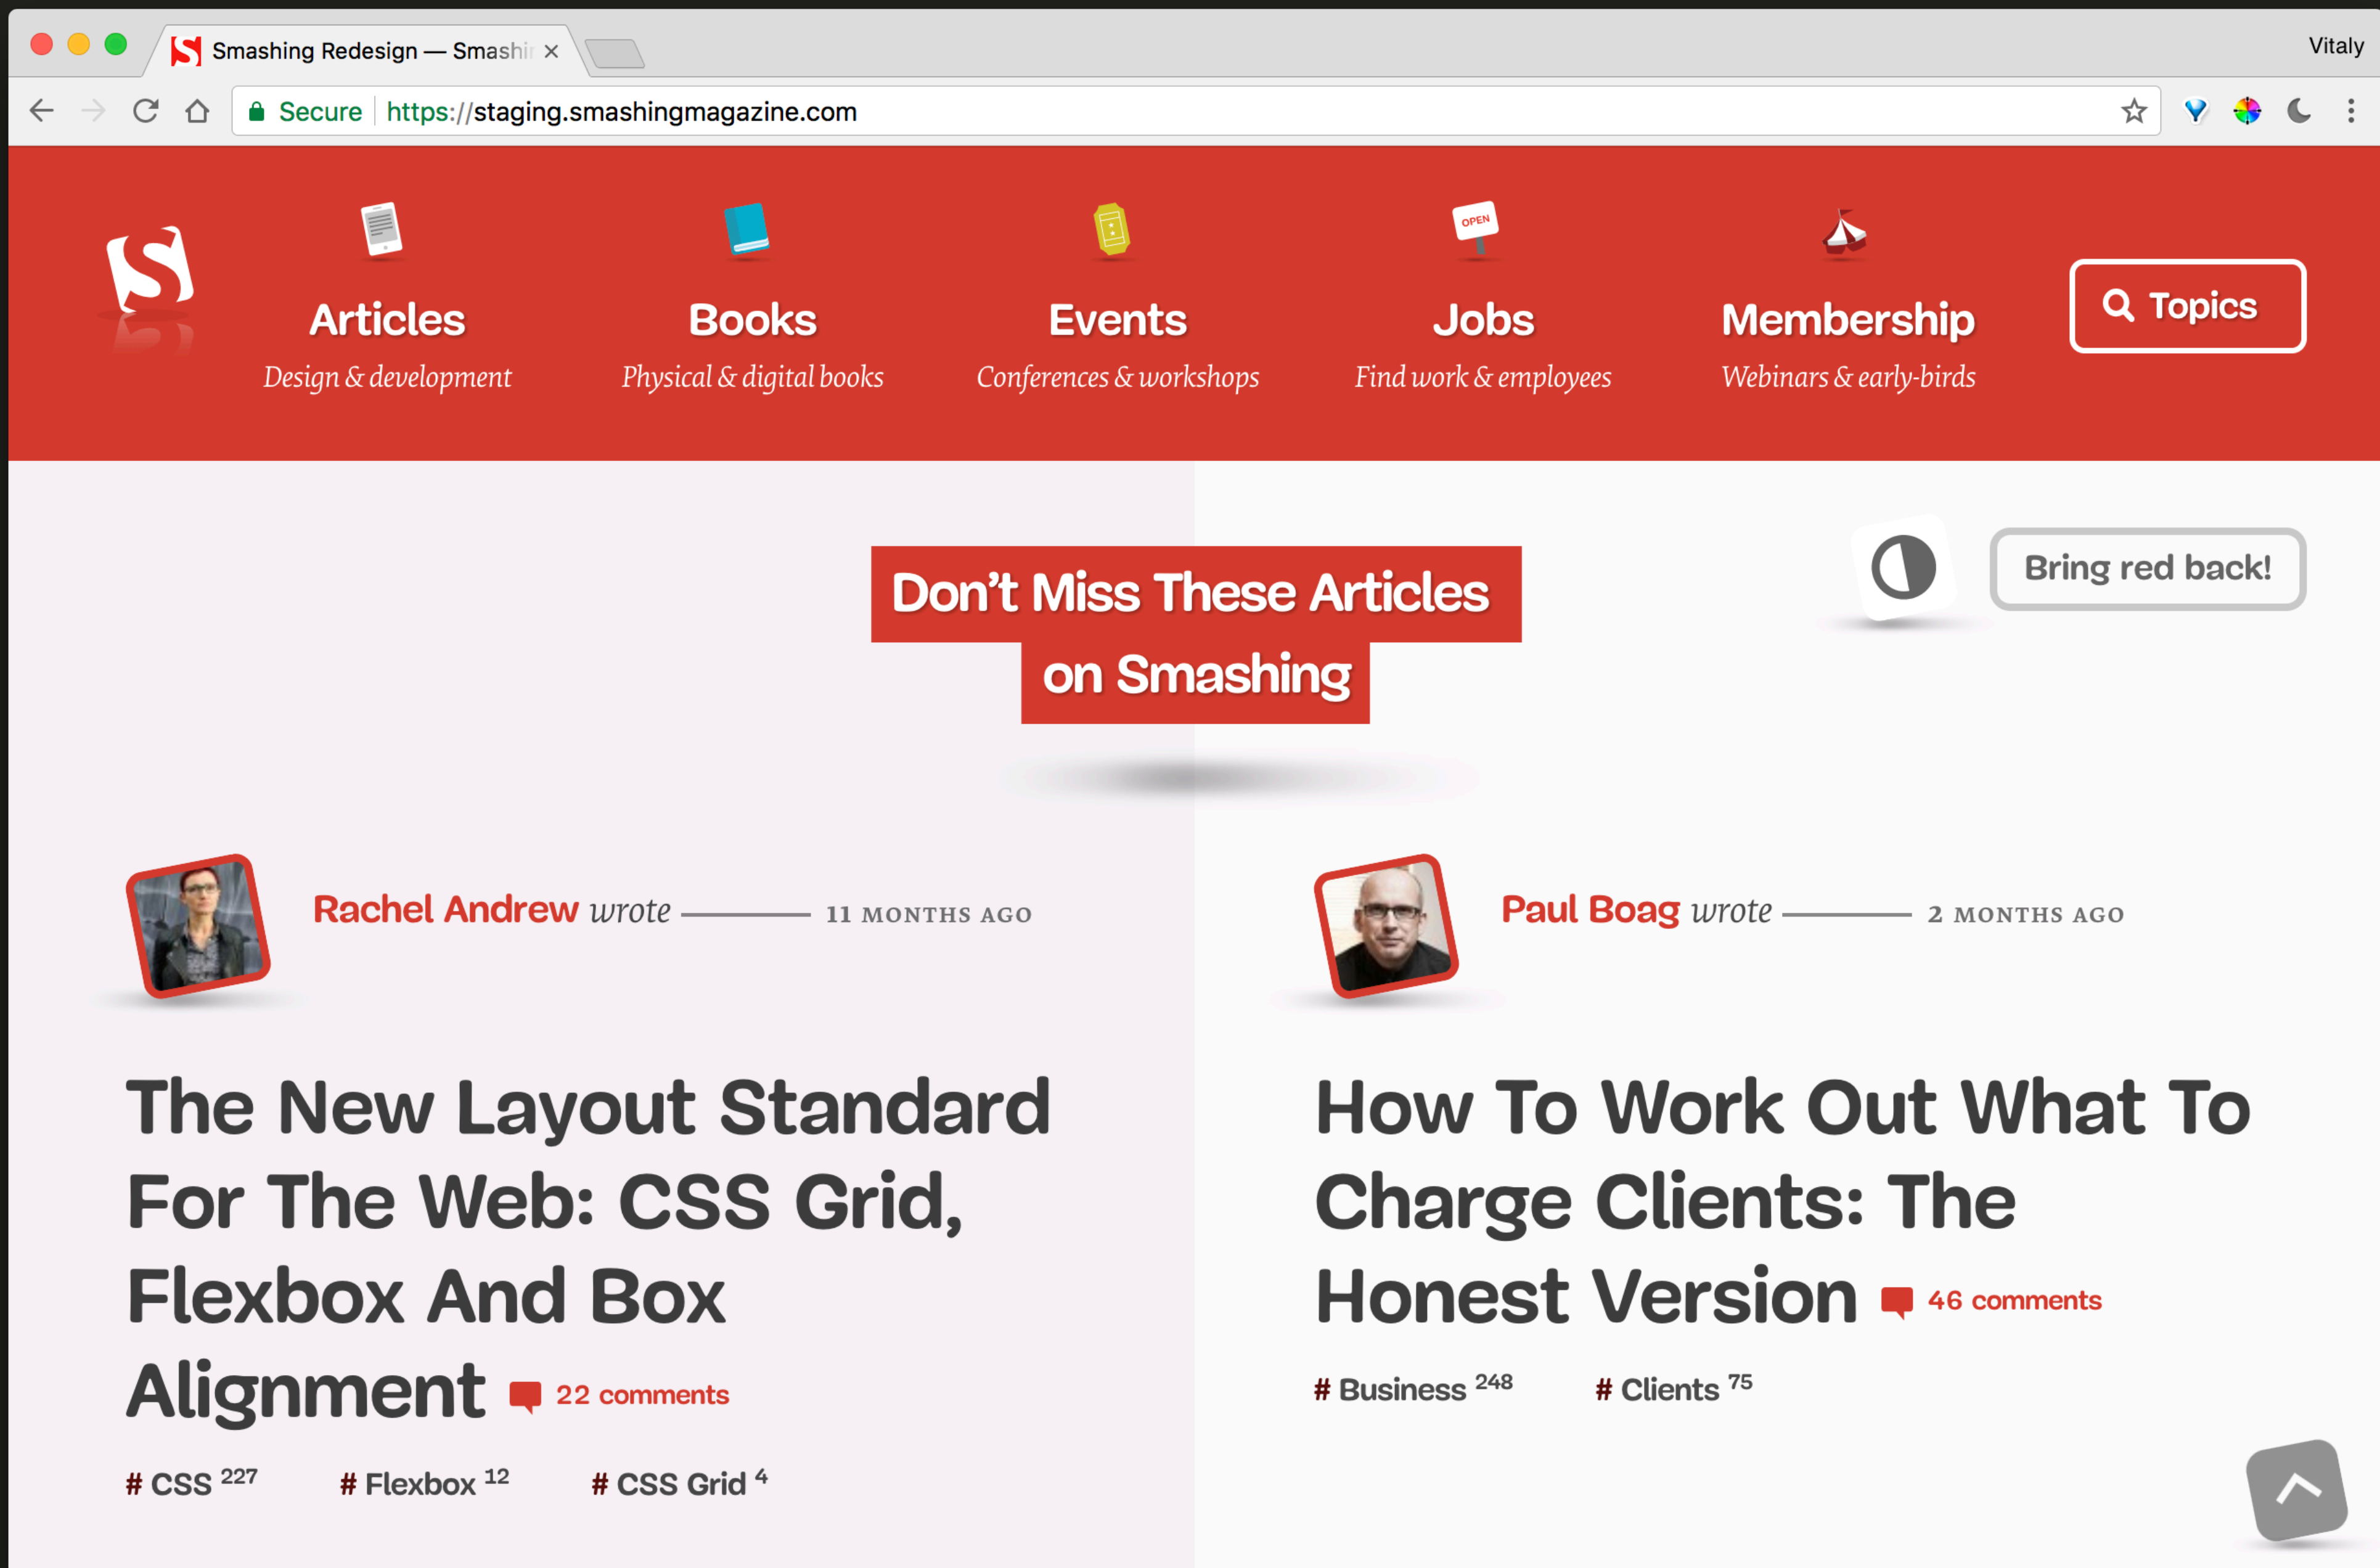 Smashing Redesign — Smashin
Vitaly
Secure https://staging.smashingmagazine.com
OPEN
Articles
Design & development
Books
Physical & digital books
Events
Conferences & workshops
Jobs
Find work & employees
Membership
Webinars & early-birds
Topics
Don't Miss These Articles
on Smashing
Bring red back!
Rachel Andrew wrote 11 MONTHS AGO
The New Layout Standard
For The Web: CSS Grid,
Flexbox And Box
Alignment 22 comments
# CSS 227 # Flexbox 12 # CSS Grid 4
Paul Boag wrote 2 MONTHS AGO
How To Work Out What To
Charge Clients: The
Honest Version 46 comments
# Business 248 # Clients 75